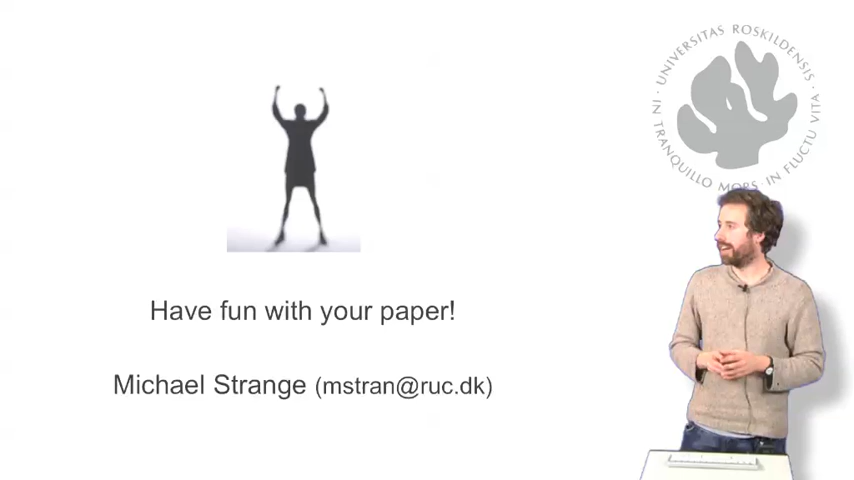 UNIVERSITAS ROSKILDENSIS
IN TRANQUILLO MORS · IN FLUCTU VITA
Have fun with your paper!
Michael Strange (mstran@ruc.dk)